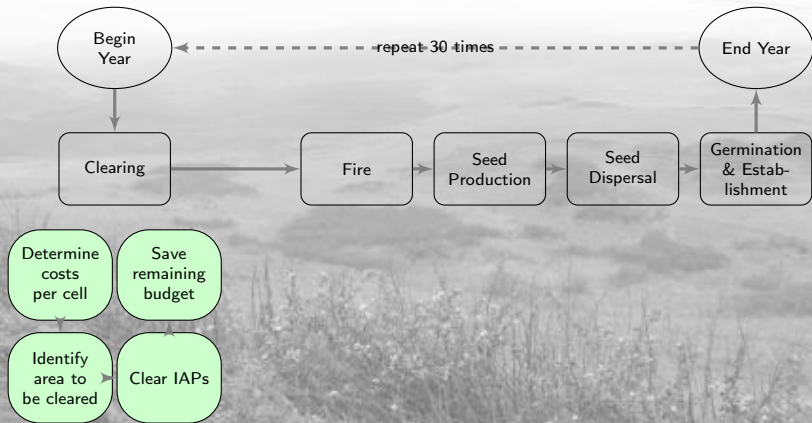 Begin
Year
repeat 30 times
End Year
Clearing
Fire
Seed
Production
Seed
Dispersal
Germination
& Estab-
lishment
Determine
costs
per cell
Save
remaining
budget
Identify
area to
be cleared
Clear IAPs